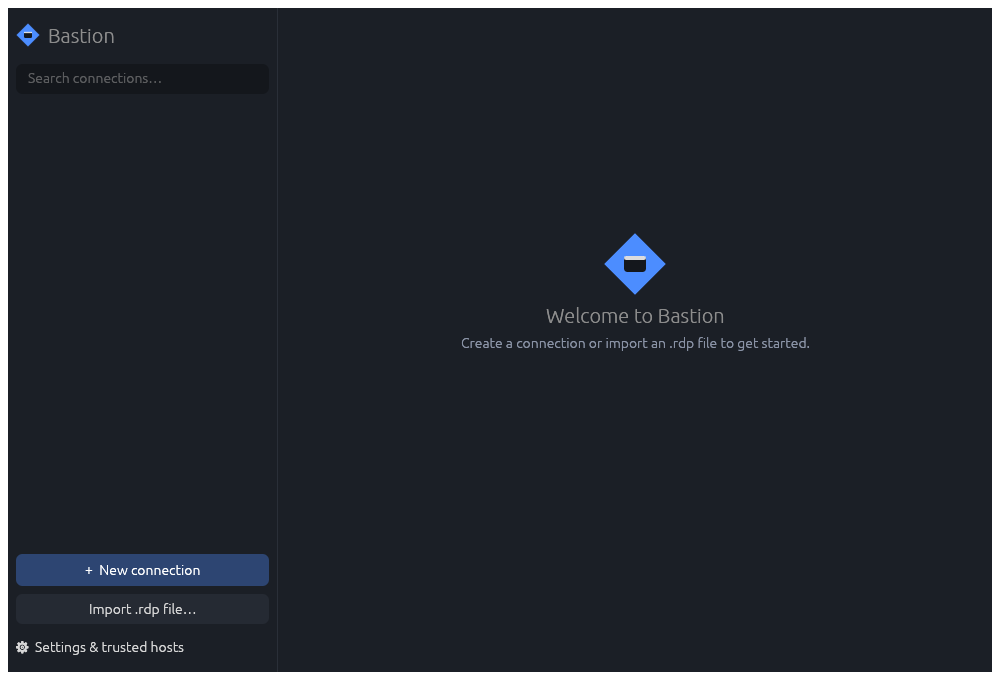 Bastion
Search connections...
Welcome to Bastion
Create a connection or import an .rdp file to get started.
+ New connection
Import .rdp file...
Settings & trusted hosts